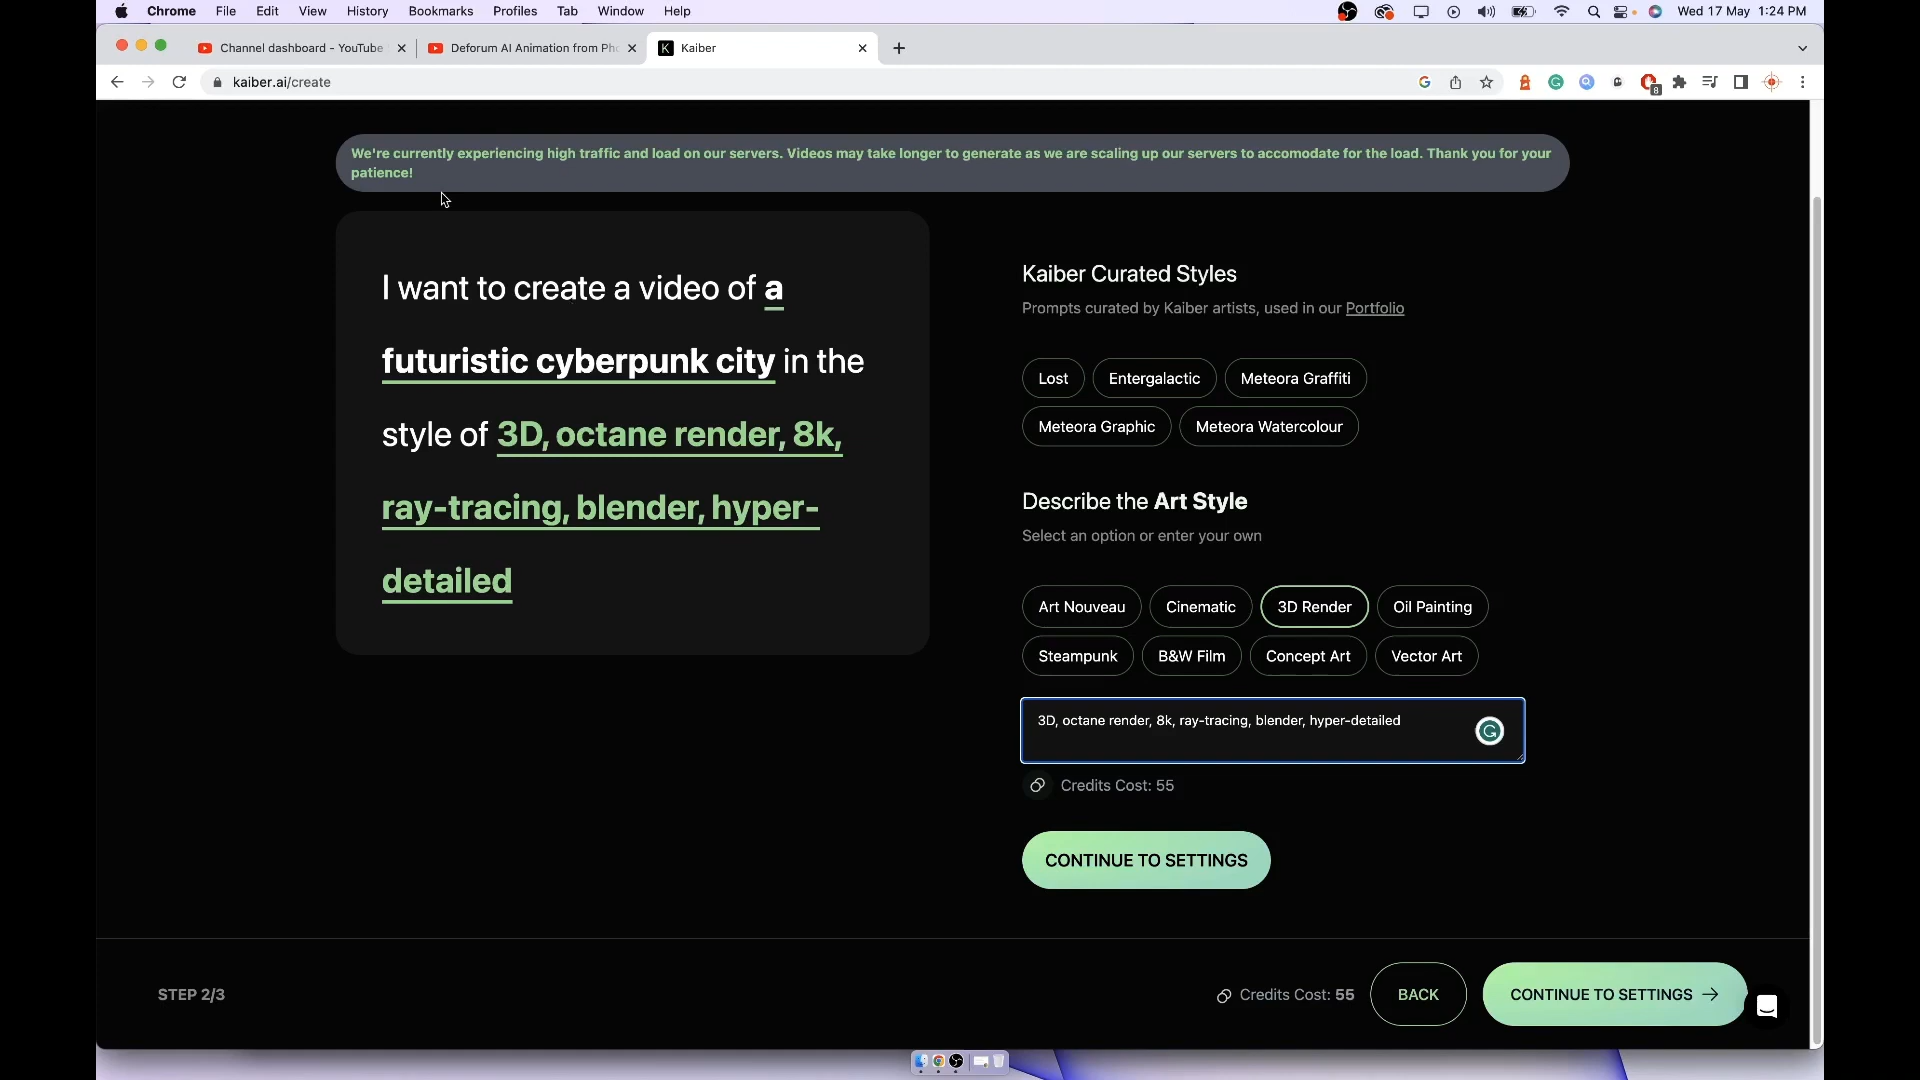 Chrome File Edit View History Bookmarks Profiles Tab Window Help Wed 17 May 1:24 PM
Channel dashboard - YouTube
Deforum AI Animation from Pho
Kaiber
kaiber.ai/create
8
We're currently experiencing high traffic and load on our servers. Videos may take longer to generate as we are scaling up our servers to accomodate for the load. Thank you for your
patience!
I want to create a video of a
futuristic cyberpunk city in the
style of 3D, octane render, 8k,
ray-tracing, blender, hyper-
detailed
Kaiber Curated Styles
Prompts curated by Kaiber artists, used in our Portfolio
Lost Entergalactic Meteora Graffiti
Meteora Graphic Meteora Watercolour
Describe the Art Style
Select an option or enter your own
Art Nouveau Cinematic 3D Render Oil Painting
Steampunk B&W Film Concept Art Vector Art
3D, octane render, 8k, ray-tracing, blender, hyper-detailed
Credits Cost: 55
CONTINUE TO SETTINGS
STEP 2/3
Credits Cost: 55
BACK
CONTINUE TO SETTINGS